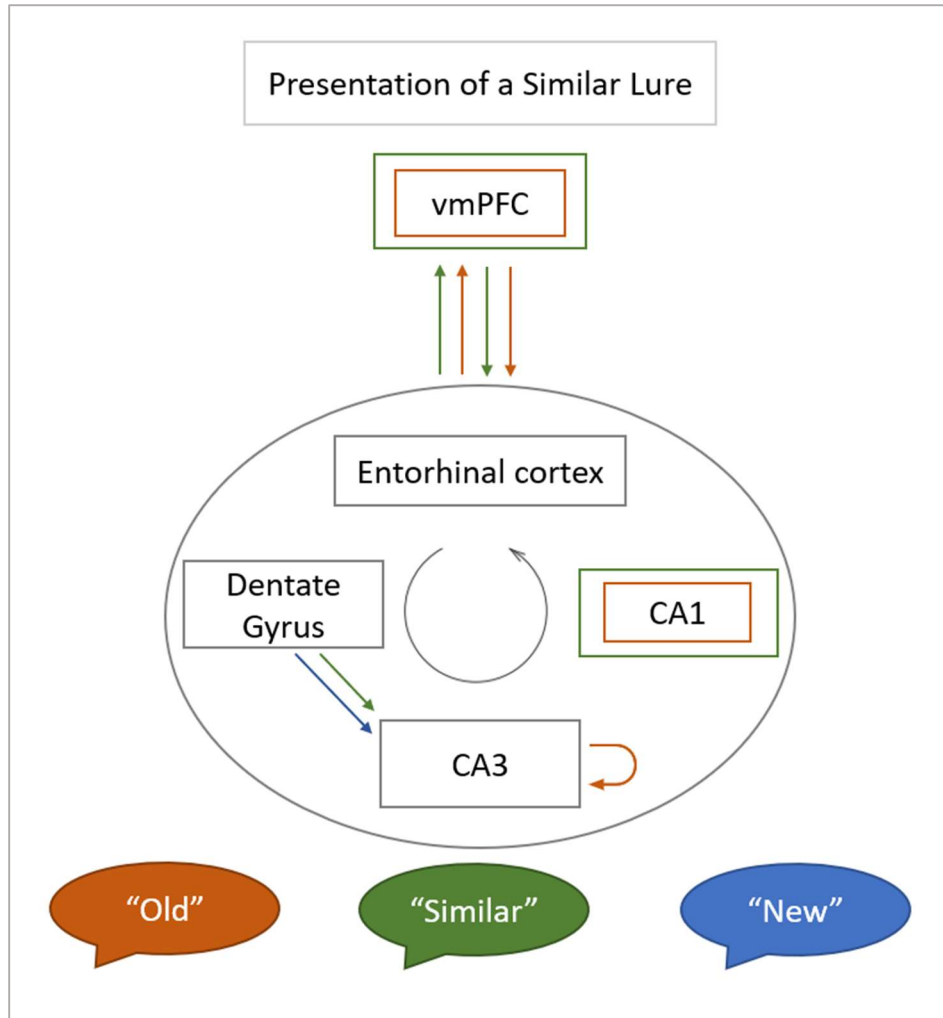 Presentation of a Similar Lure
vmPFC
Entorhinal cortex
Dentate
Gyrus
CA1
CA3
“Old”
“Similar”
“New”